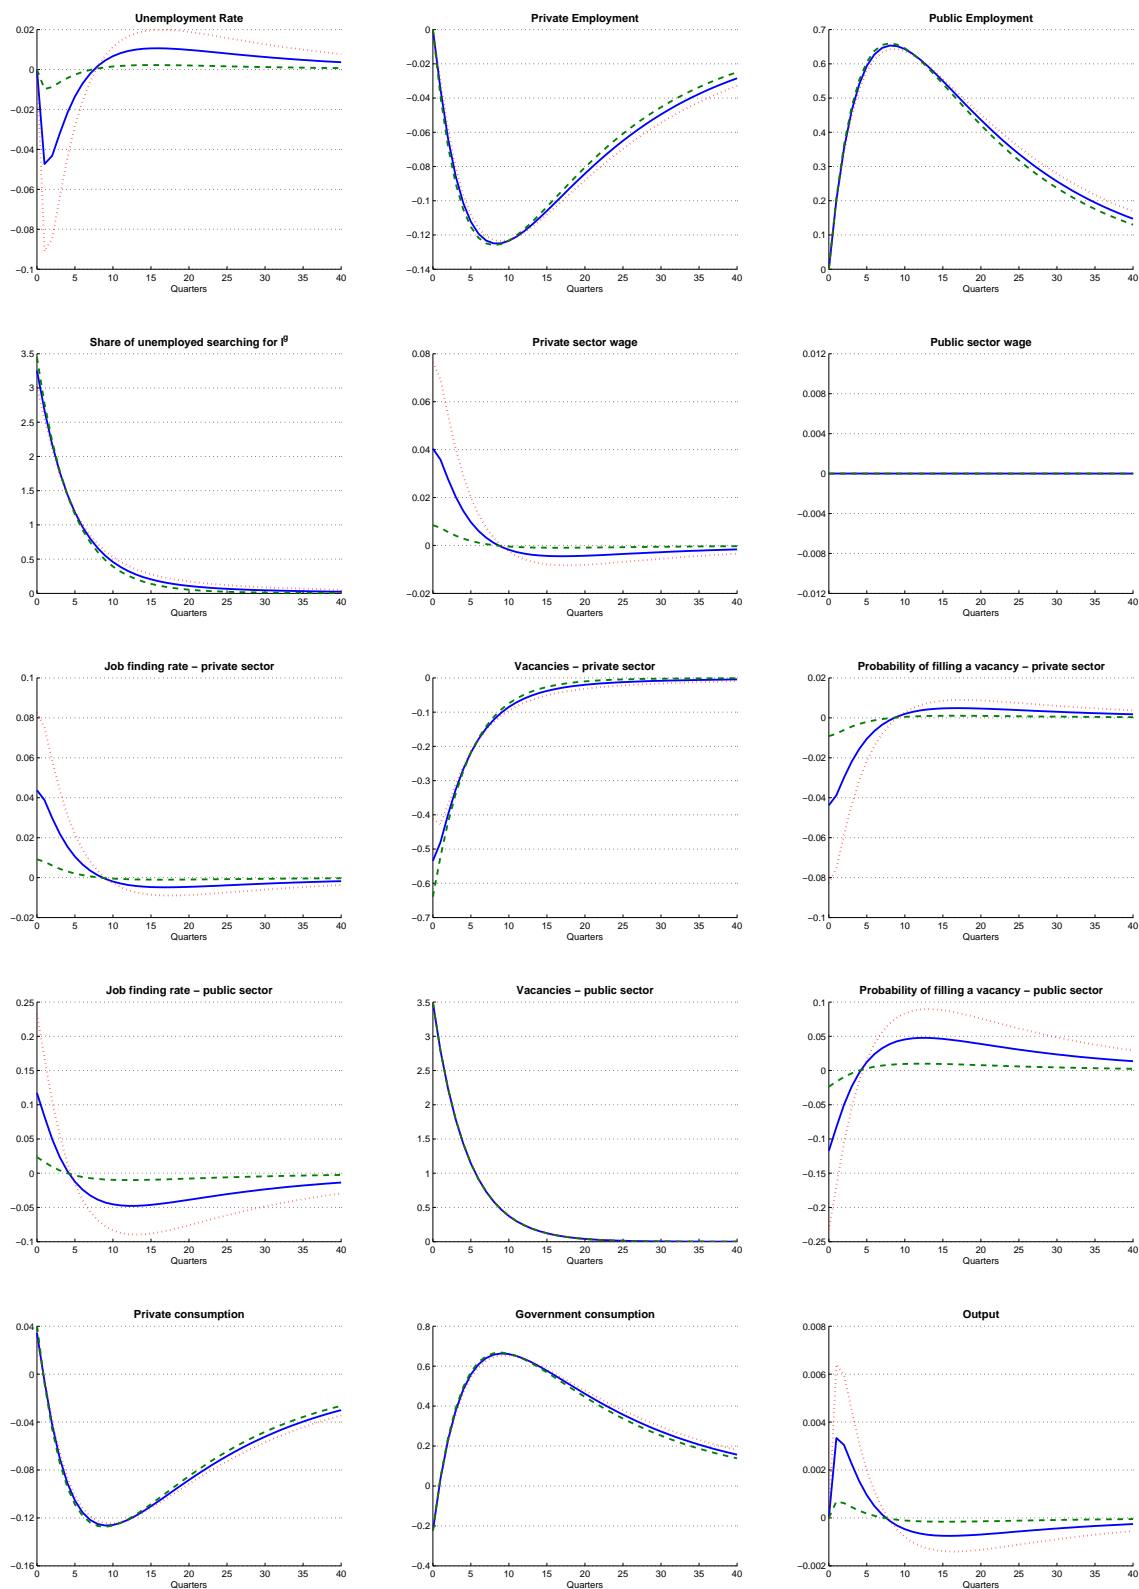 Unemployment Rate
0.02
0
−0.02
−0.04
−0.06
−0.08
−0.1
0 5 10 15 20 25 30 35 40
Quarters
Private Employment
0
−0.02
−0.04
−0.06
−0.08
−0.1
−0.12
−0.14
0 5 10 15 20 25 30 35 40
Quarters
Public Employment
0.7
0.6
0.5
0.4
0.3
0.2
0.1
0
0 5 10 15 20 25 30 35 40
Quarters
Share of unemployed searching for l^g
3.5
3
2.5
2
1.5
1
0.5
0
0 5 10 15 20 25 30 35 40
Quarters
Private sector wage
0.08
0.06
0.04
0.02
0
−0.02
0 5 10 15 20 25 30 35 40
Quarters
Public sector wage
0.012
0.008
0.004
0
−0.004
−0.008
−0.012
0 5 10 15 20 25 30 35 40
Quarters
Job finding rate − private sector
0.1
0.08
0.06
0.04
0.02
0
−0.02
0 5 10 15 20 25 30 35 40
Quarters
Vacancies − private sector
0
−0.1
−0.2
−0.3
−0.4
−0.5
−0.6
−0.7
0 5 10 15 20 25 30 35 40
Quarters
Probability of filling a vacancy − private sector
0.02
0
−0.02
−0.04
−0.06
−0.08
−0.1
0 5 10 15 20 25 30 35 40
Quarters
Job finding rate − public sector
0.25
0.2
0.15
0.1
0.05
0
−0.05
−0.1
0 5 10 15 20 25 30 35 40
Quarters
Vacancies − public sector
3.5
3
2.5
2
1.5
1
0.5
0
0 5 10 15 20 25 30 35 40
Quarters
Probability of filling a vacancy − public sector
0.1
0.05
0
−0.05
−0.1
−0.15
−0.2
−0.25
0 5 10 15 20 25 30 35 40
Quarters
Private consumption
0.04
0
−0.04
−0.08
−0.12
−0.16
0 5 10 15 20 25 30 35 40
Quarters
Government consumption
0.8
0.6
0.4
0.2
0
−0.2
−0.4
0 5 10 15 20 25 30 35 40
Quarters
Output
0.008
0.006
0.004
0.002
0
−0.002
0 5 10 15 20 25 30 35 40
Quarters